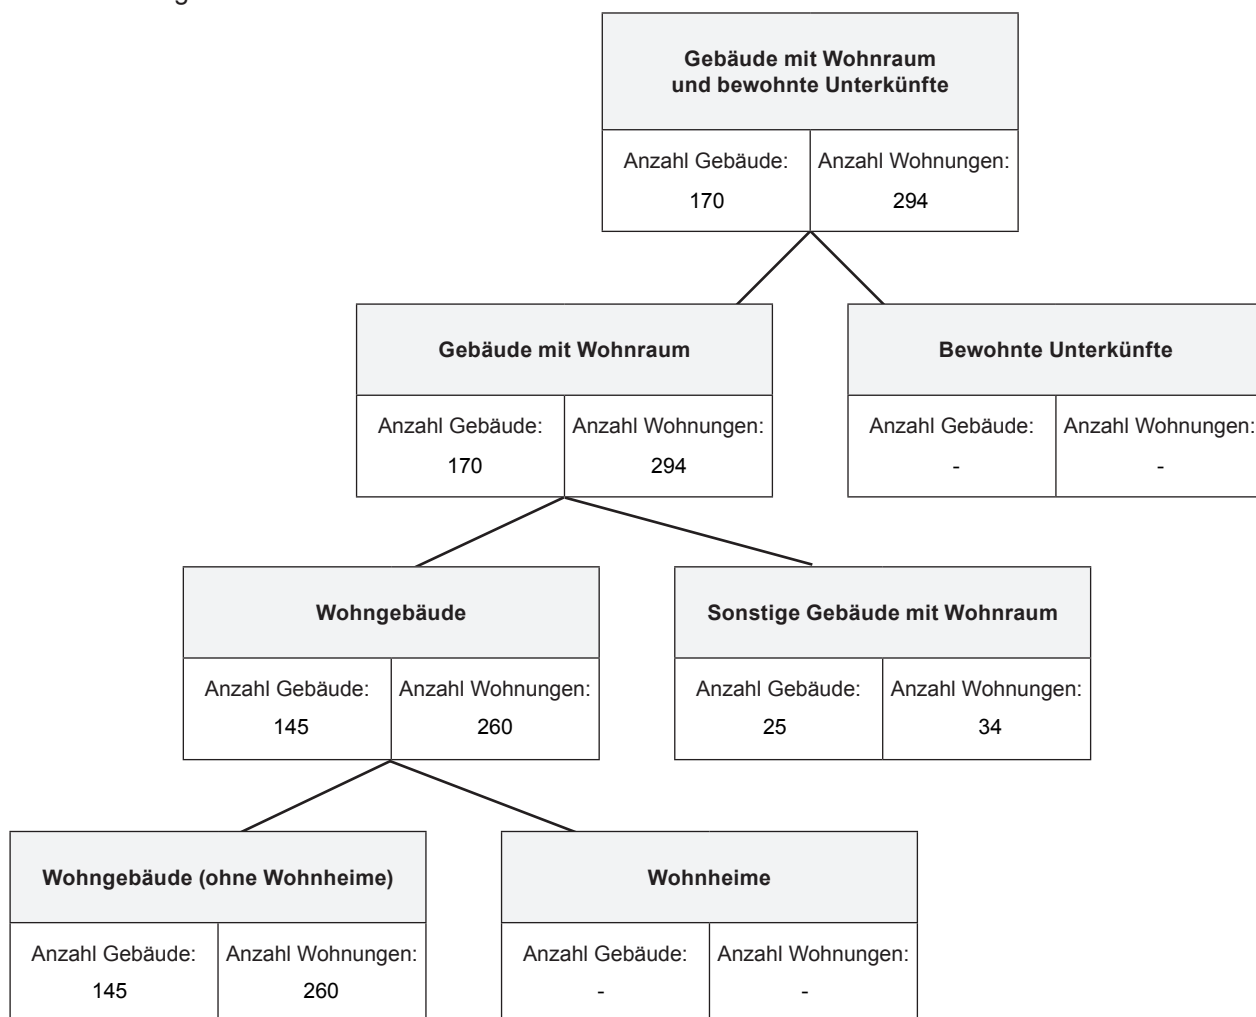 Gebäude mit Wohnraum
und bewohnte Unterkünfte
Anzahl Gebäude: Anzahl Wohnungen:
170 294
Gebäude mit Wohnraum Bewohnte Unterkünfte
Anzahl Gebäude: Anzahl Wohnungen: Anzahl Gebäude: Anzahl Wohnungen:
170 294 - -
Wohngebäude Sonstige Gebäude mit Wohnraum
Anzahl Gebäude: Anzahl Wohnungen: Anzahl Gebäude: Anzahl Wohnungen:
145 260 25 34
Wohngebäude (ohne Wohnheime) Wohnheime
Anzahl Gebäude: Anzahl Wohnungen: Anzahl Gebäude: Anzahl Wohnungen:
145 260 - -